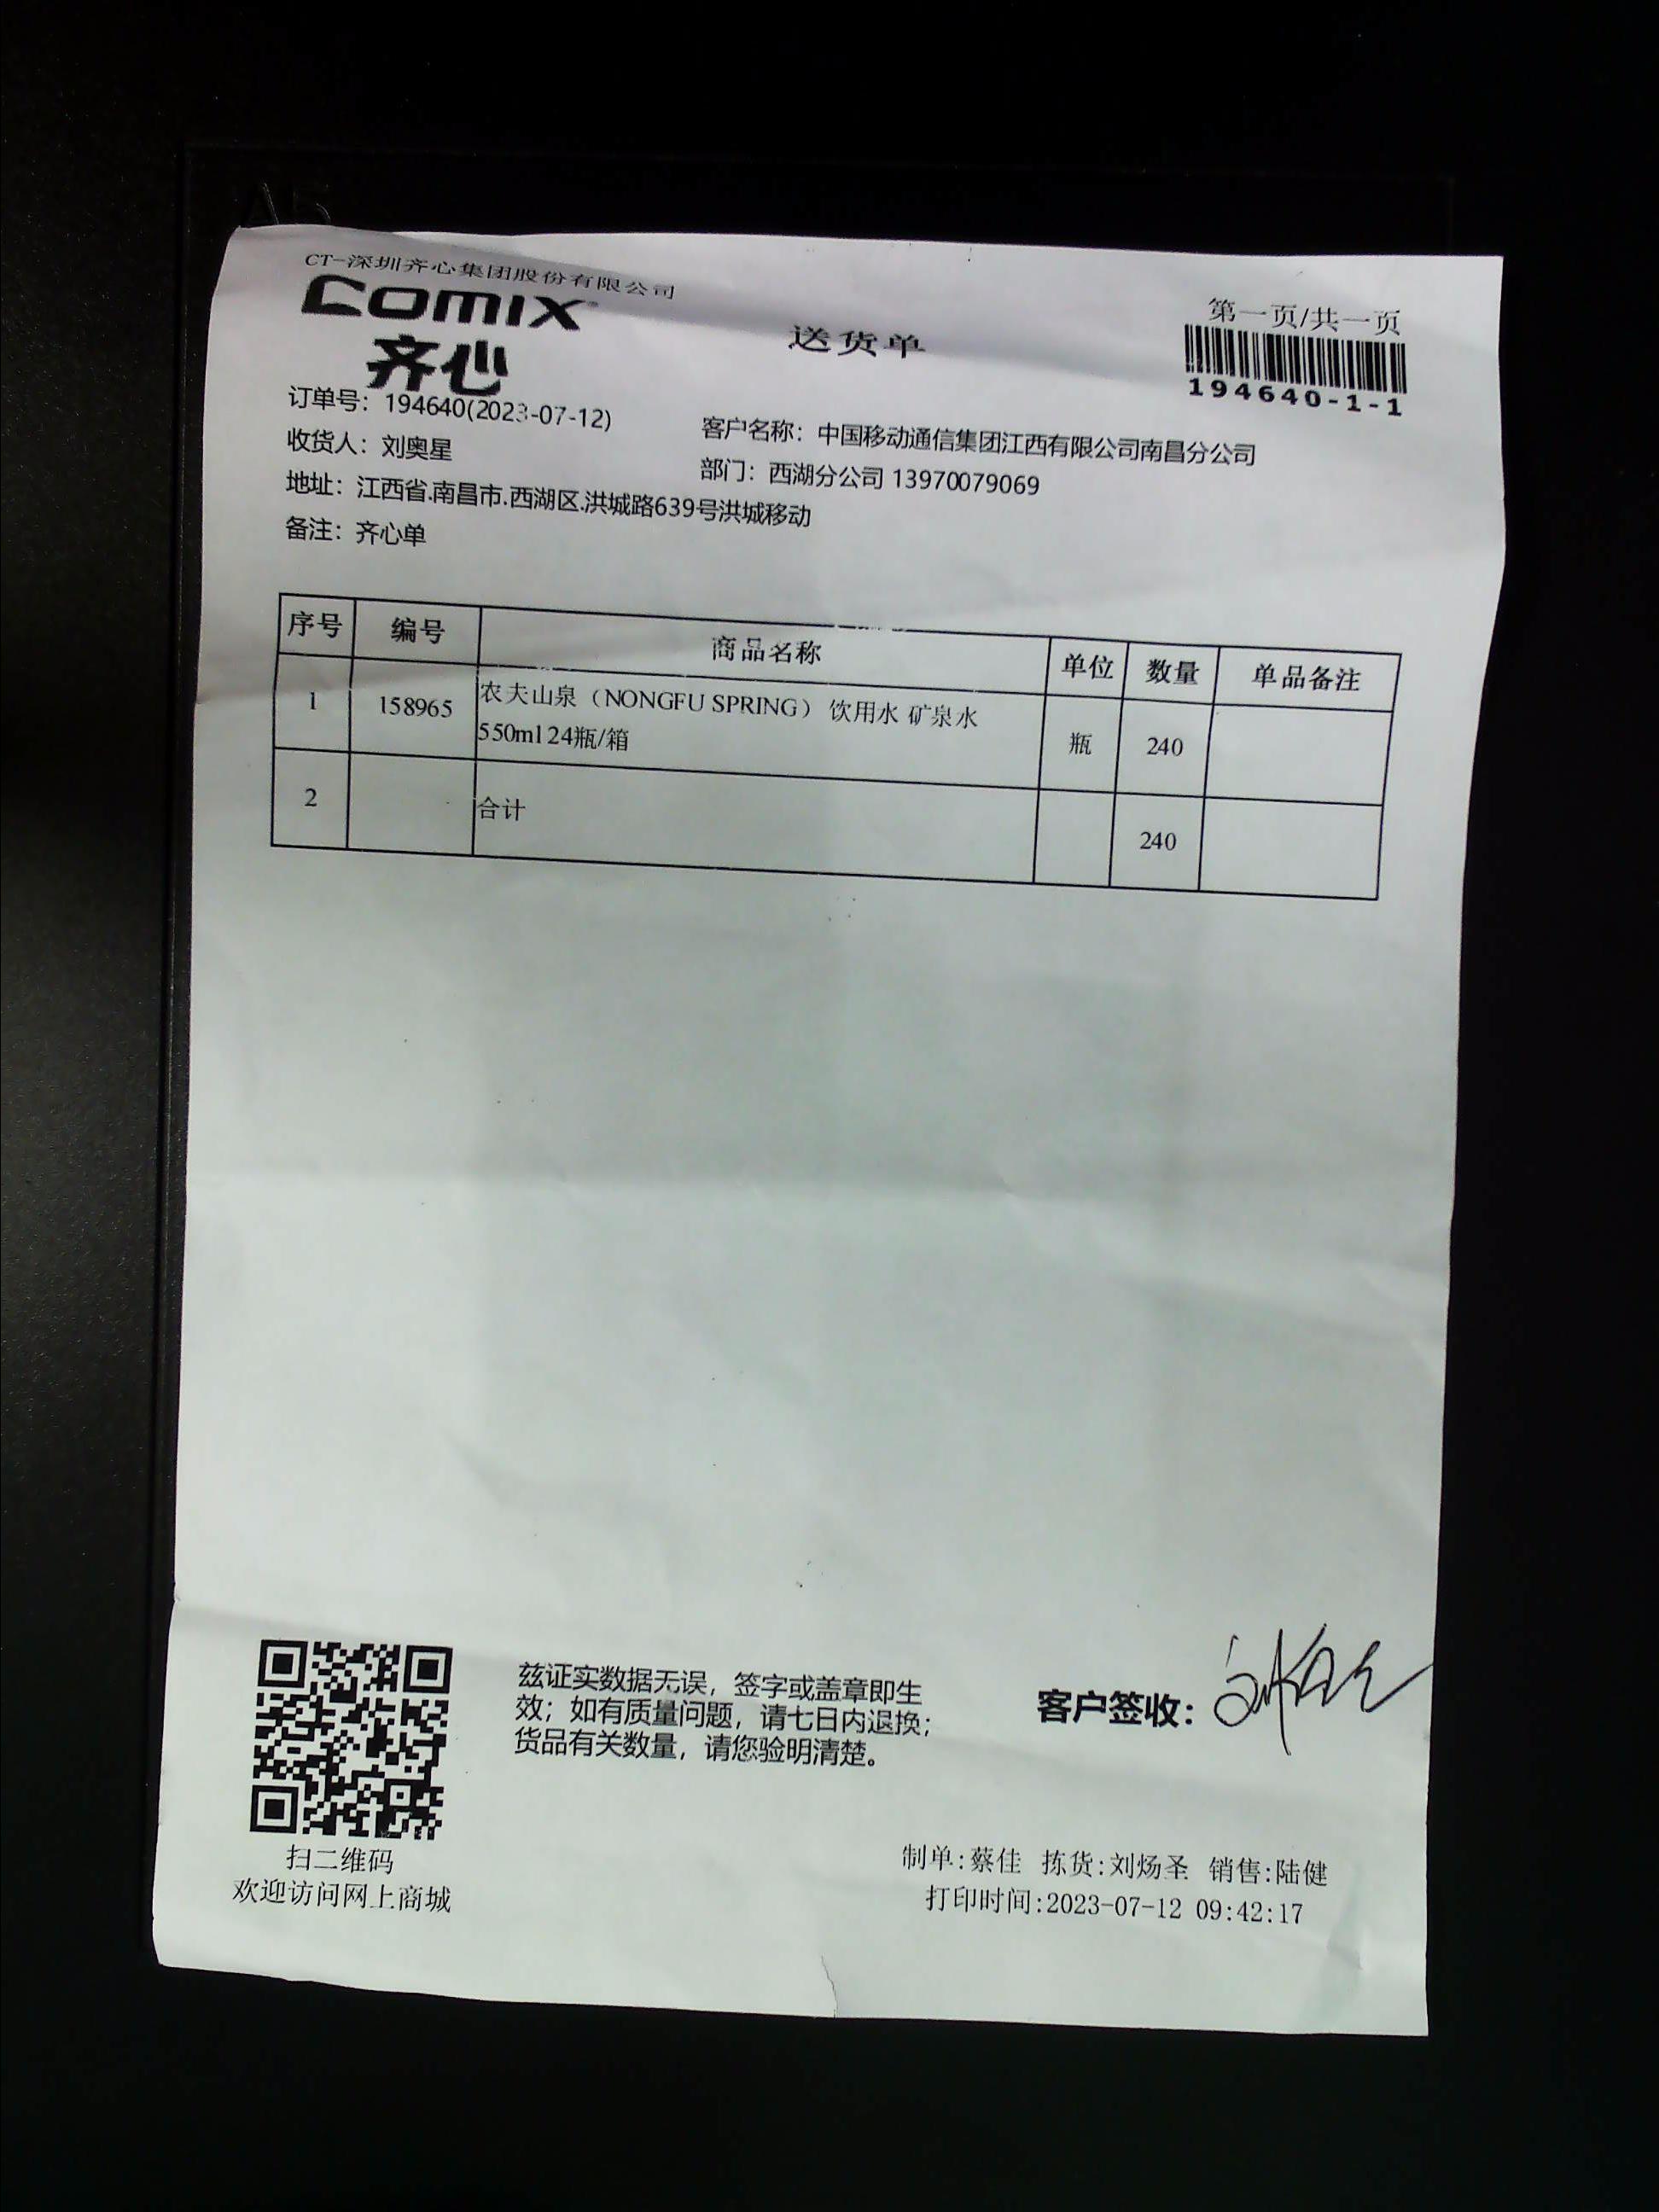 A5
CT-深圳齐心集团股份有限公司
comix
齐心
送货单
第一页/共一页
194640-1-1
订单号：194640(2023-07-12)
客户名称：中国移动通信集团江西有限公司南昌分公司
收货人：刘奥星
部门：西湖分公司 13970079069
地址：江西省.南昌市.西湖区.洪城路639号洪城移动
备注：齐心单
序号 编号 商品名称 单位 数量 单品备注
1 158965 农夫山泉（NONGFU SPRING）饮用水 矿泉水 550ml 24瓶/箱 瓶 240
2 合计 240
兹证实数据无误，签字或盖章即生
效；如有质量问题，请七日内退换；
货品有关数量，请您验明清楚。
客户签收：
扫二维码
欢迎访问网上商城
制单:蔡佳 拣货:刘炀圣 销售:陆健
打印时间:2023-07-12 09:42:17